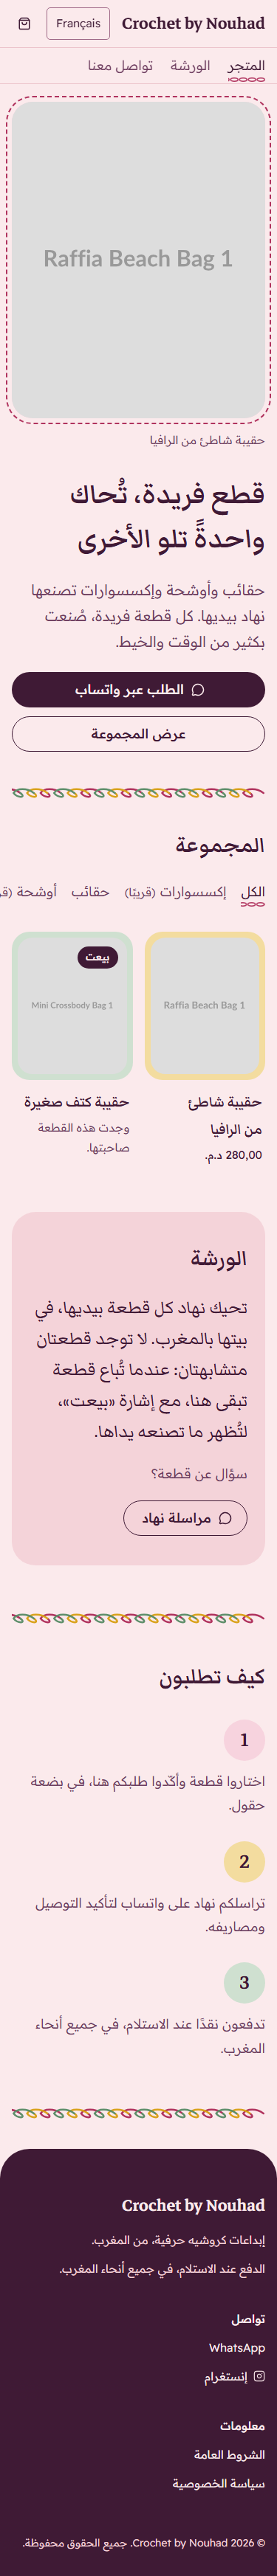 Crochet by Nouhad
Français
المتجر
الورشة
تواصل معنا
Raffia Beach Bag 1
حقيبة شاطئ من الرافيا
قطع فريدة، تُحاك
واحدةً تلو الأخرى
حقائب وأوشحة وإكسسوارات تصنعها
نهاد بيديها. كل قطعة فريدة، صُنعت
بكثير من الوقت والخيط.
الطلب عبر واتساب
عرض المجموعة
المجموعة
الكل
إكسسوارات (قريبًا)
حقائب
أوشحة
Raffia Beach Bag 1
حقيبة شاطئ
من الرافيا
280,00 د.م.
بيعت
Mini Crossbody Bag 1
حقيبة كتف صغيرة
وجدت هذه القطعة
صاحبتها.
الورشة
تحيك نهاد كل قطعة بيديها، في
بيتها بالمغرب. لا توجد قطعتان
متشابهتان: عندما تُباع قطعة
تبقى هنا، مع إشارة «بيعت»،
لتُظهر ما تصنعه يداها.
سؤال عن قطعة؟
مراسلة نهاد
كيف تطلبون
1
اختاروا قطعة وأكّدوا طلبكم هنا، في بضعة
حقول.
2
تراسلكم نهاد على واتساب لتأكيد التوصيل
ومصاريفه.
3
تدفعون نقدًا عند الاستلام، في جميع أنحاء
المغرب.
Crochet by Nouhad
إبداعات كروشيه حرفية، من المغرب.
الدفع عند الاستلام، في جميع أنحاء المغرب.
تواصل
WhatsApp
إنستغرام
معلومات
الشروط العامة
سياسة الخصوصية
© 2026 Crochet by Nouhad. جميع الحقوق محفوظة.